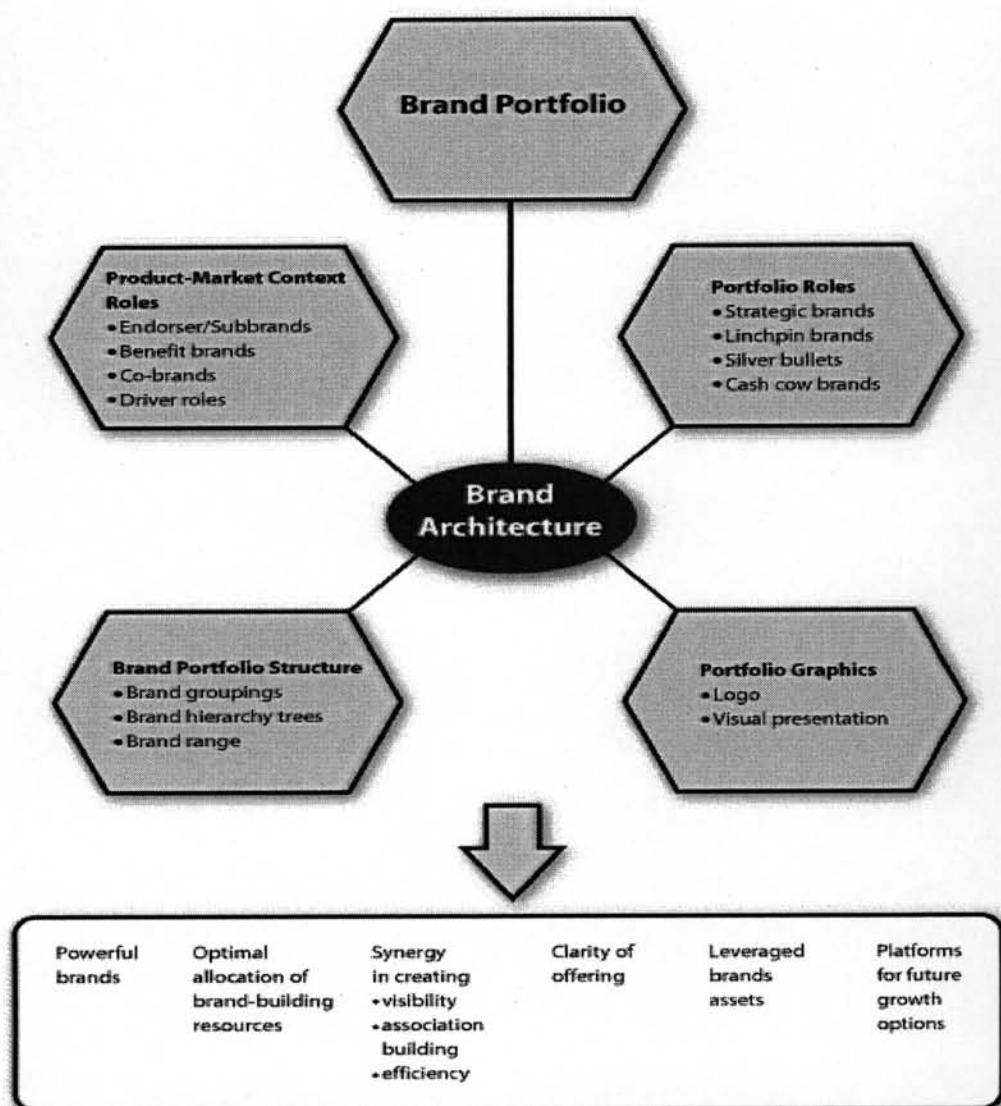 Brand Portfolio
Product-Market Context
Roles
•Endorser/Subbrands
•Benefit brands
•Co-brands
•Driver roles
Portfolio Roles
•Strategic brands
•Linchpin brands
•Silver bullets
•Cash cow brands
Brand
Architecture
Brand Portfolio Structure
•Brand groupings
•Brand hierarchy trees
•Brand range
Portfolio Graphics
•Logo
•Visual presentation
Powerful
brands
Optimal
allocation of
brand-building
resources
Synergy
in creating
•visibility
•association
building
•efficiency
Clarity of
offering
Leveraged
brands
assets
Platforms
for future
growth
options